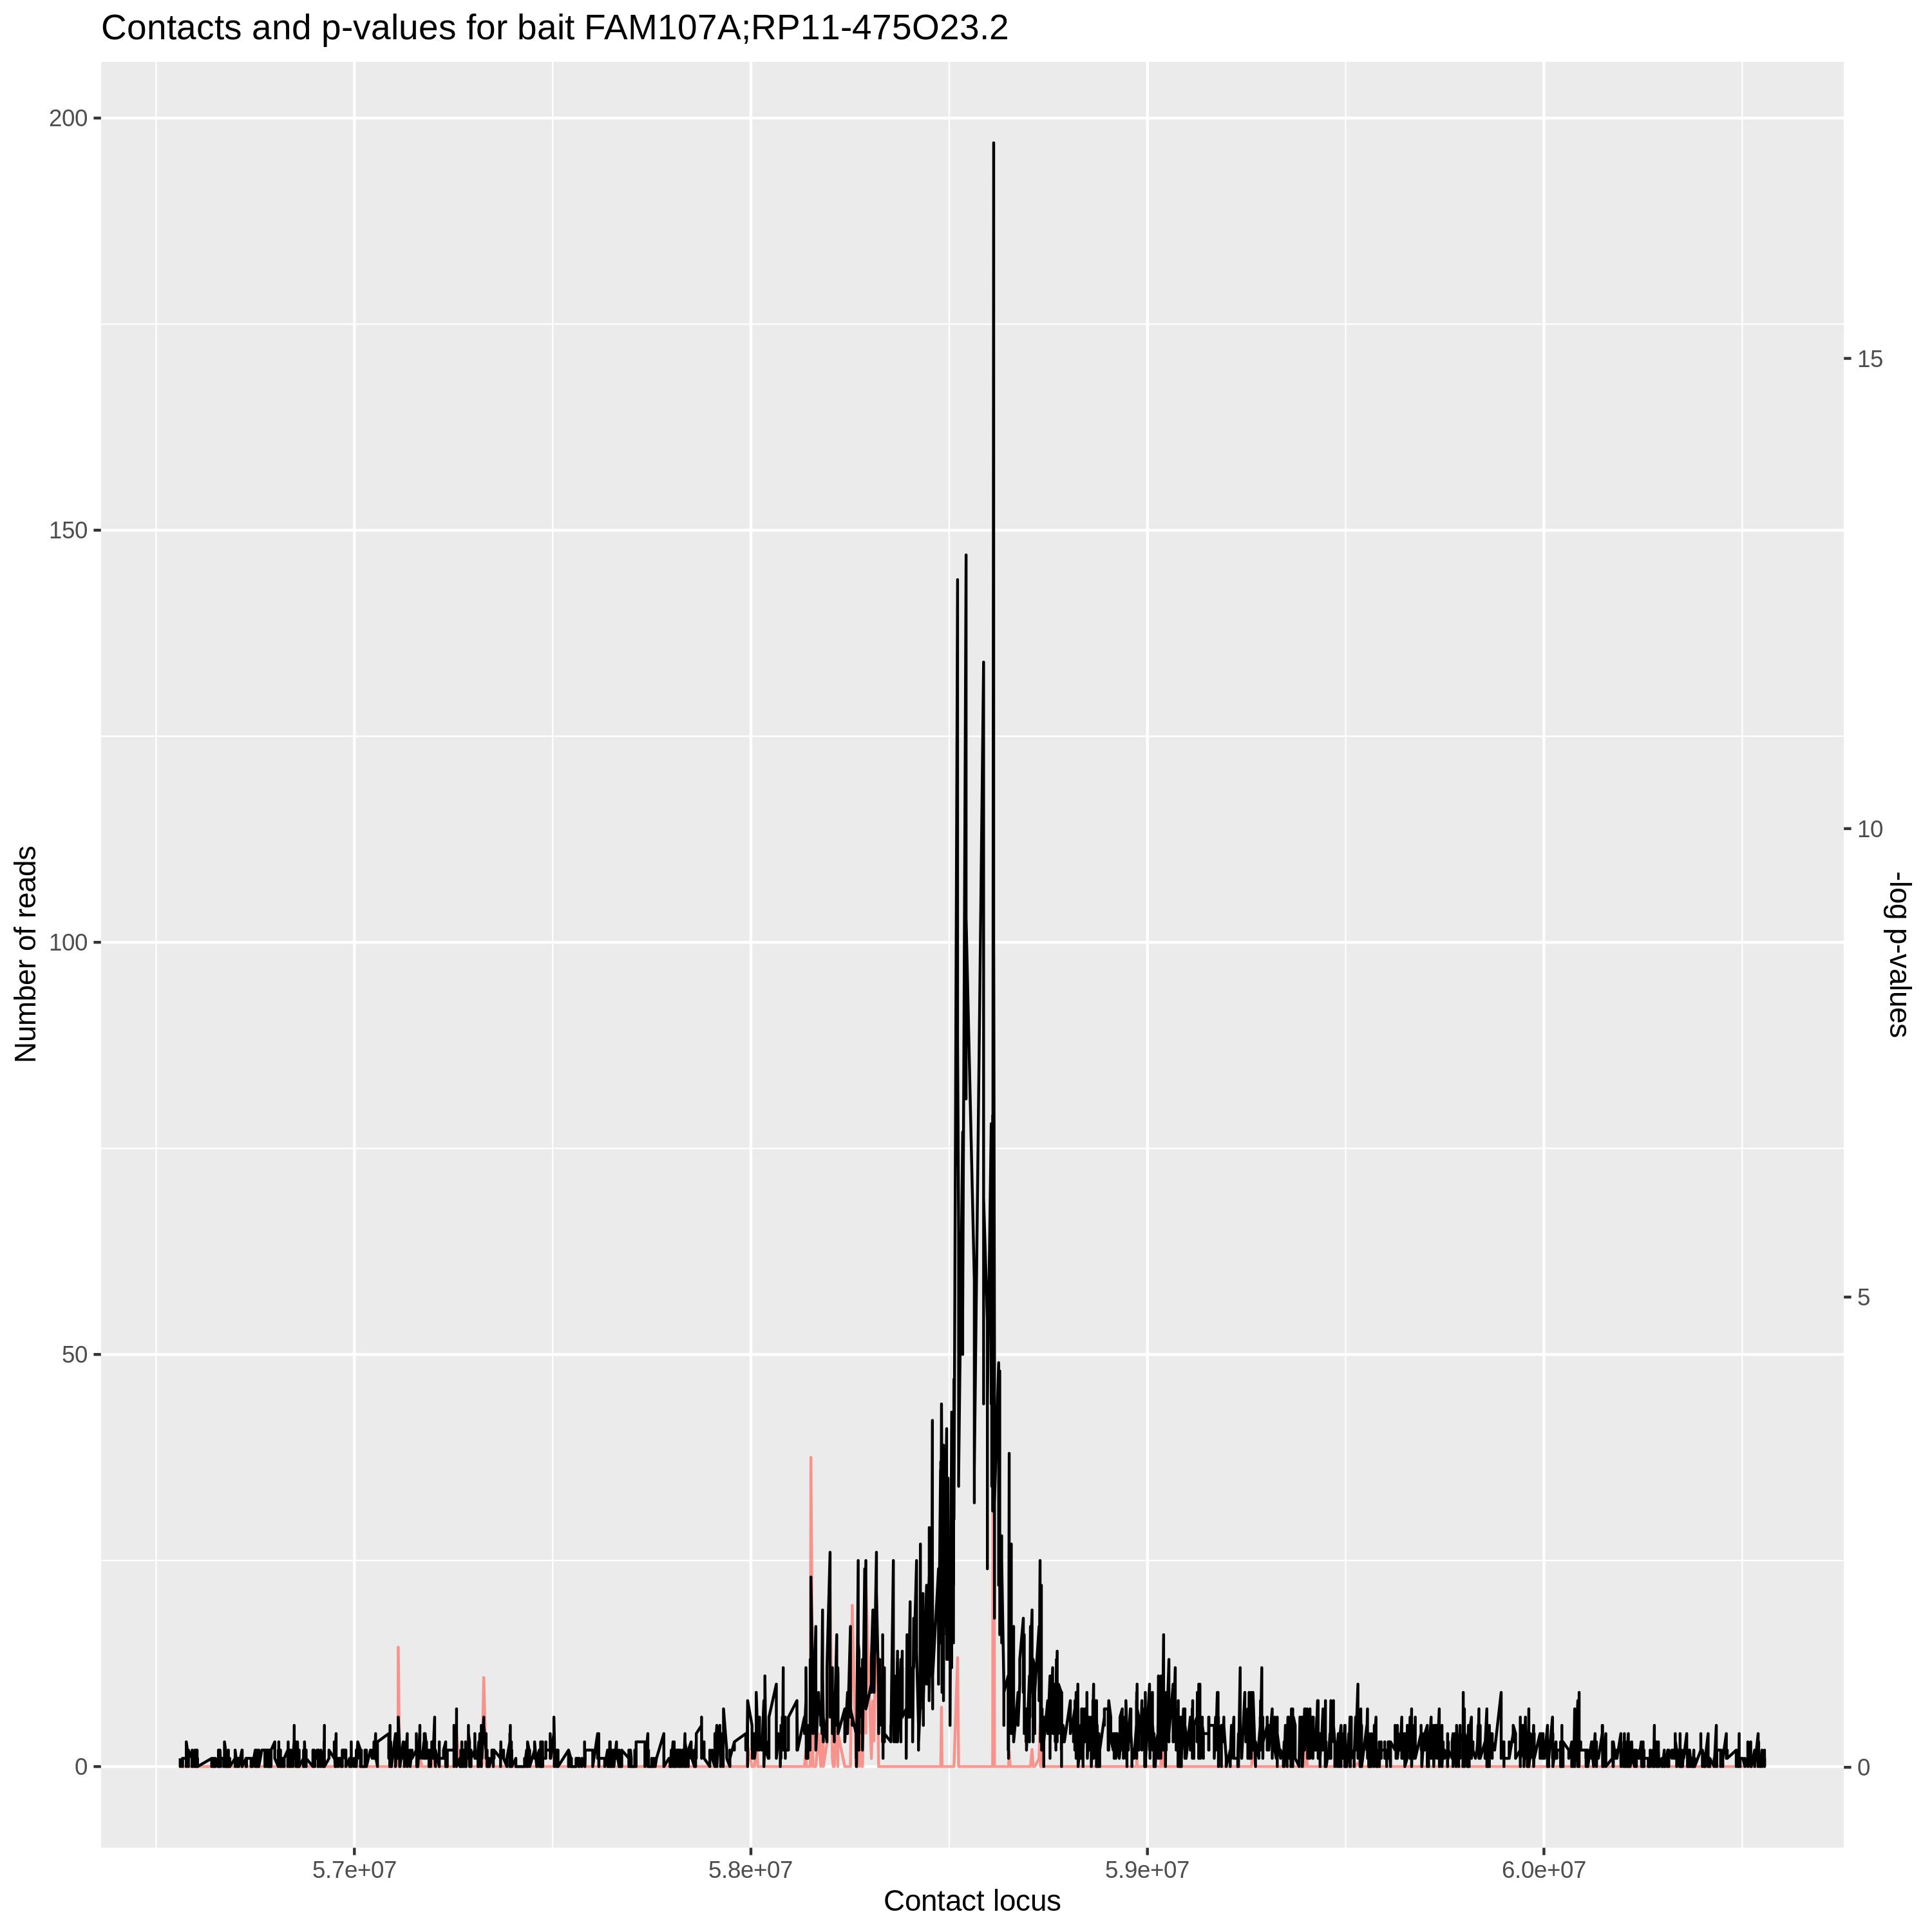 Contacts and p-values for bait FAM107A;RP11-475O23.2
200
150
100
50
0
Number of reads
15
10
5
0
-log p-values
5.7e+07 5.8e+07 5.9e+07 6.0e+07
Contact locus